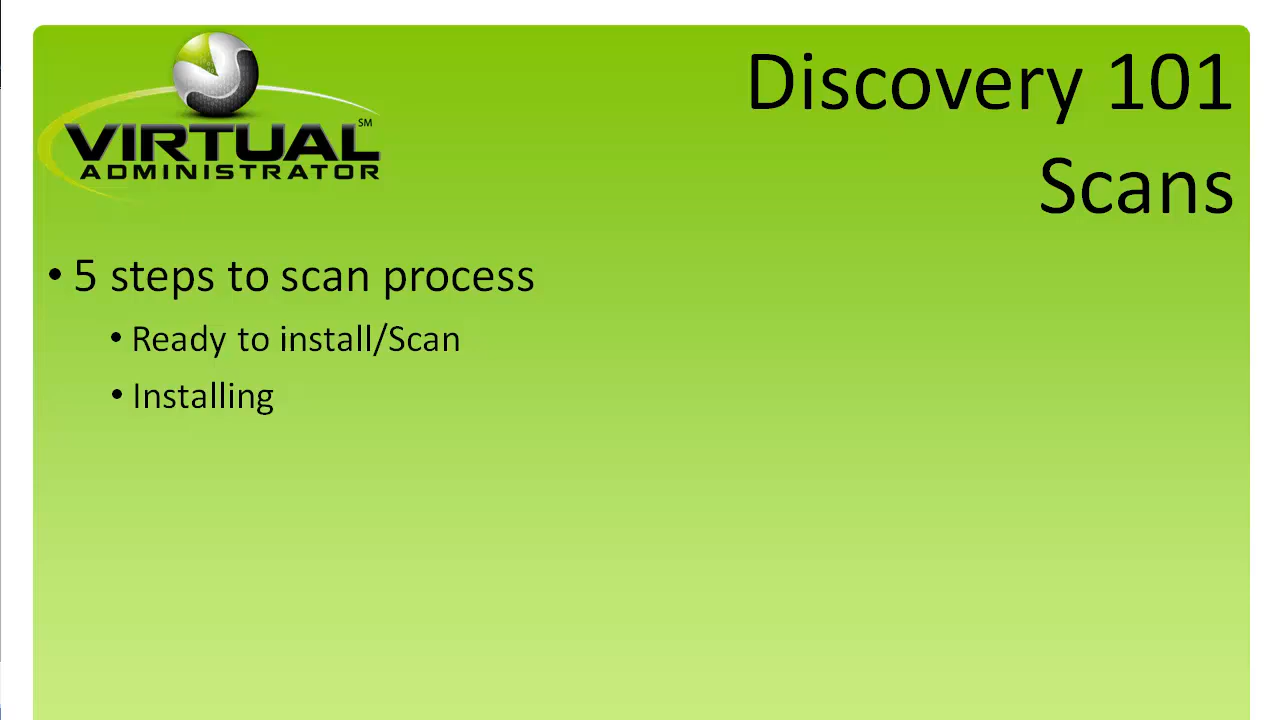 VIRTUAL SM
ADMINISTRATOR
Discovery 101
Scans
• 5 steps to scan process
• Ready to install/Scan
• Installing